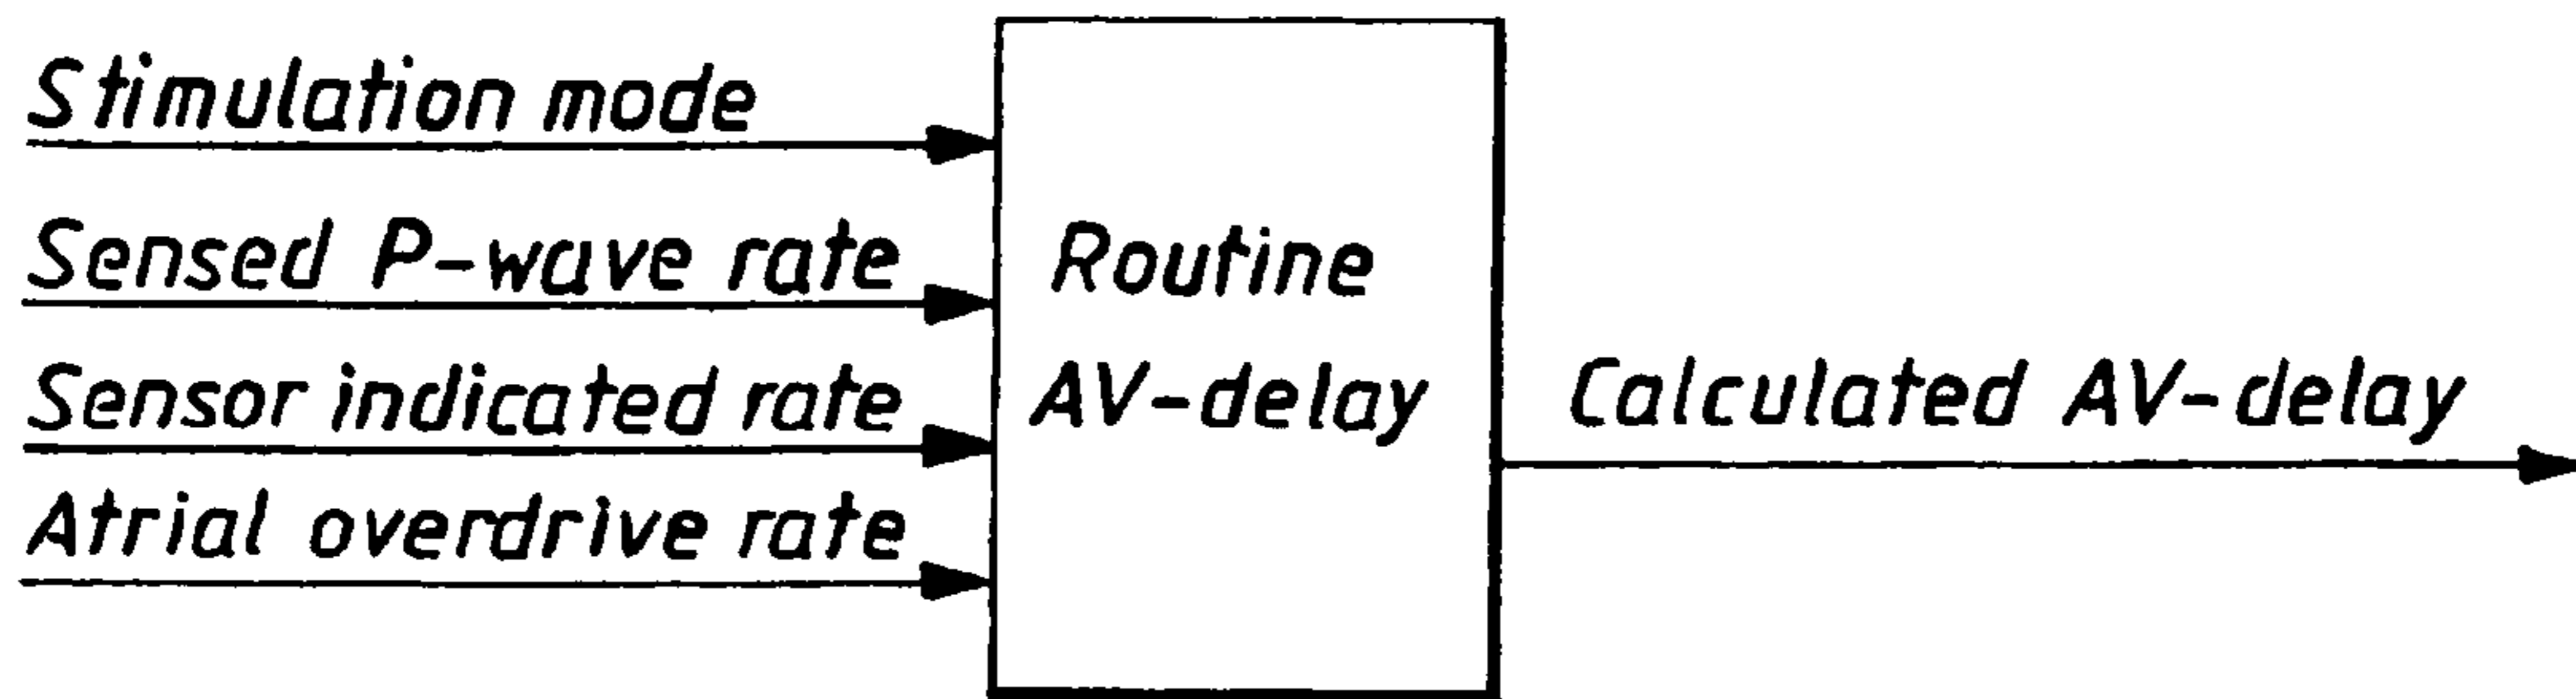 Stimulation mode
Sensed P-wave rate
Sensor indicated rate
Atrial overdrive rate
Routine
AV-delay
Calculated AV-delay